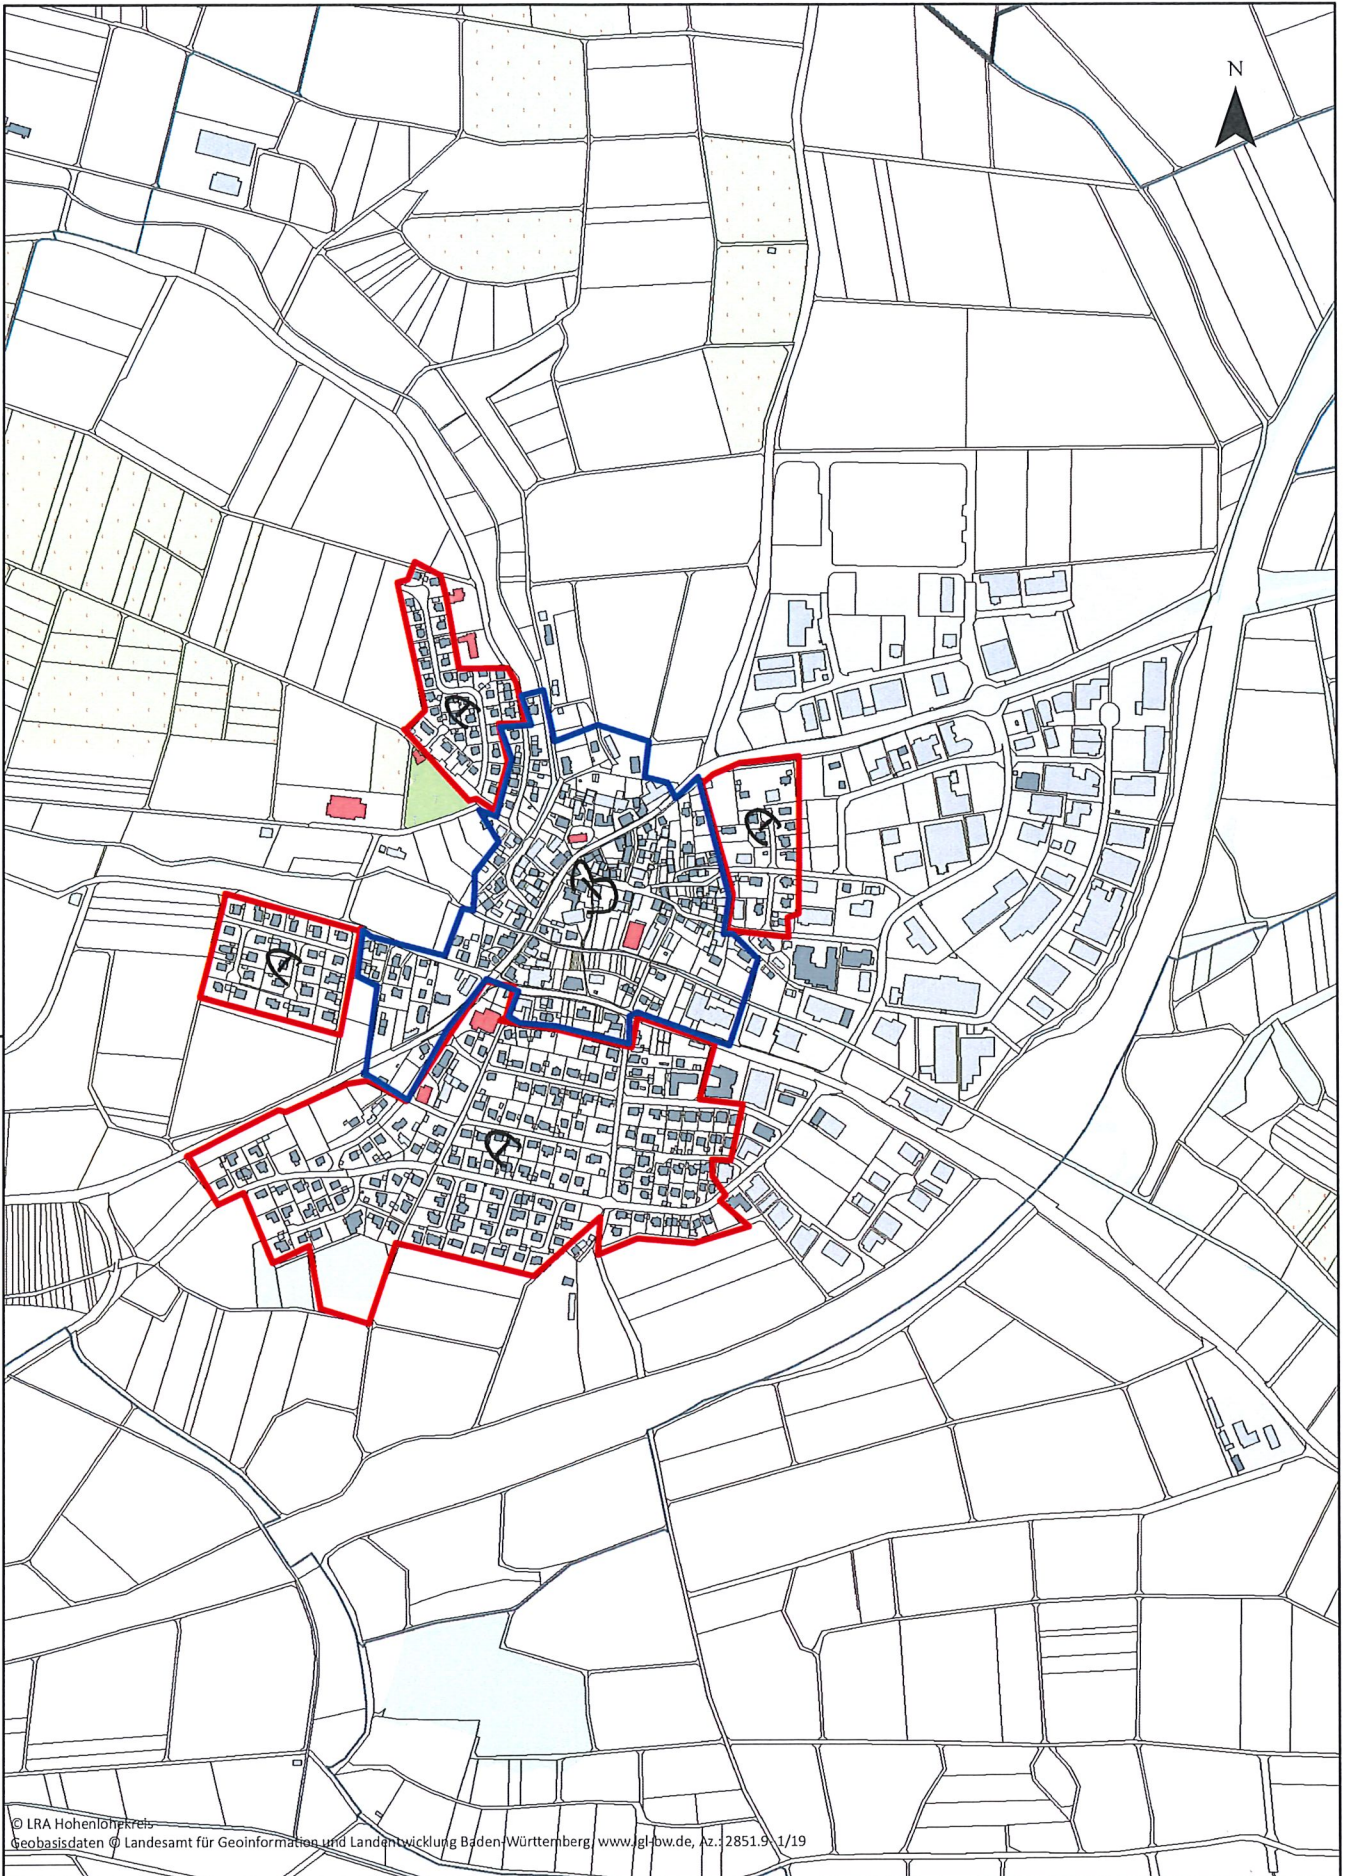 N
A
A
B
A
A
© LRA Hohenlohekreis
Geobasisdaten © Landesamt für Geoinformation und Landentwicklung Baden-Württemberg, www.lgl-bw.de, Az.: 2851.9-1/19